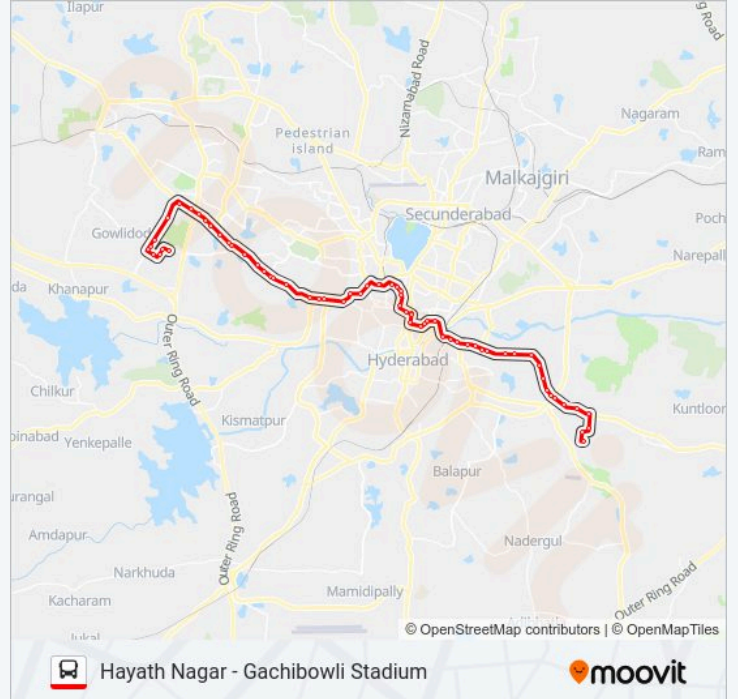 Ilapur
g Road
Nizamabad Road
Nagaram
Pedestrian
island
Ram
Malkajgiri
Secunderabad
Poch
Gowlidod
Narepall
da
Khanapur
Outer Ring Road
Hyderabad
Chilkur
Kismatpur
Kuntloor
pinabad
Yenkepalle
Balapur
urangal
Outer Ring Road
Amdapur
Nadergul
Narkhuda
Kacharam
Mamidipally
Outer Ring Road
© OpenStreetMap contributors | © OpenMapTiles
Hayath Nagar - Gachibowli Stadium
moovit